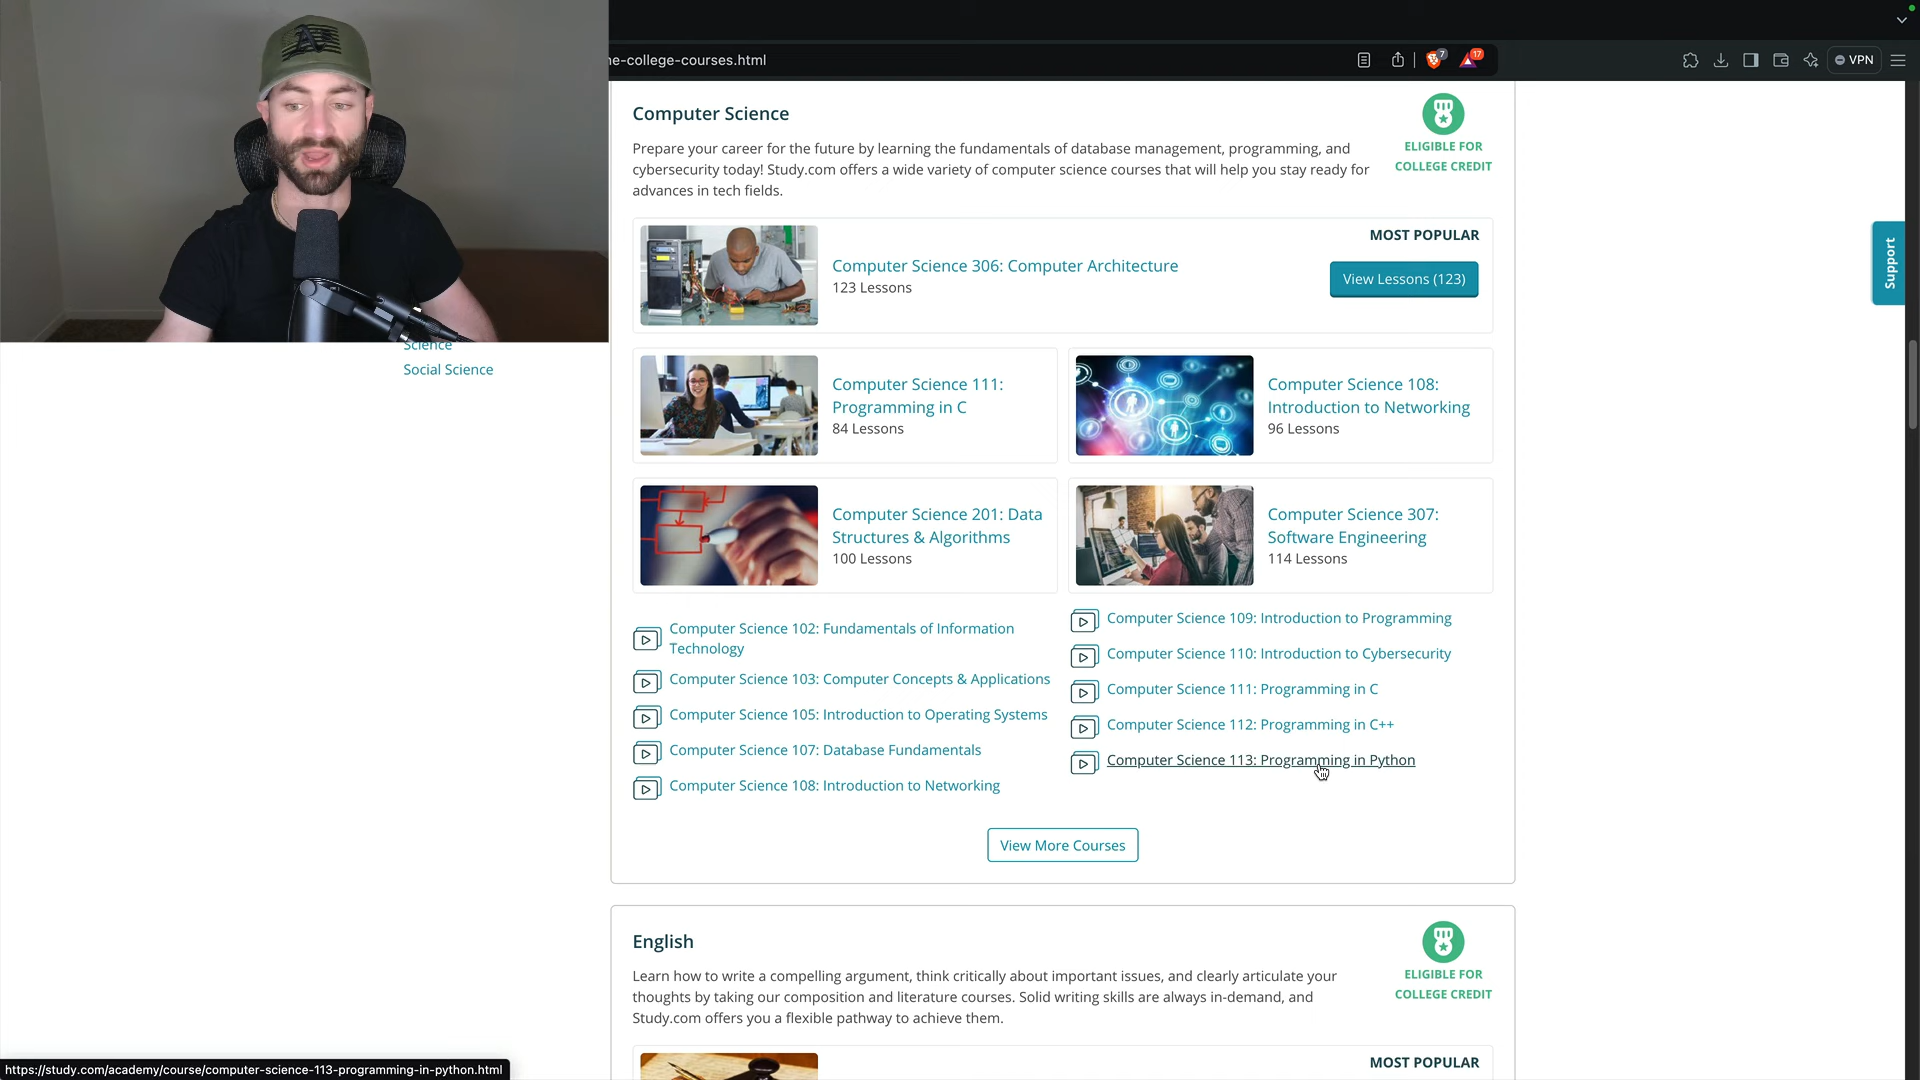 ne-college-courses.html
7
17
VPN
Computer Science
ELIGIBLE FOR
COLLEGE CREDIT
Prepare your career for the future by learning the fundamentals of database management, programming, and
cybersecurity today! Study.com offers a wide variety of computer science courses that will help you stay ready for
advances in tech fields.
MOST POPULAR
Computer Science 306: Computer Architecture
123 Lessons
View Lessons (123)
Support
Science
Social Science
Computer Science 111:
Programming in C
84 Lessons
Computer Science 108:
Introduction to Networking
96 Lessons
Computer Science 201: Data
Structures & Algorithms
100 Lessons
Computer Science 307:
Software Engineering
114 Lessons
Computer Science 102: Fundamentals of Information
Technology
Computer Science 103: Computer Concepts & Applications
Computer Science 105: Introduction to Operating Systems
Computer Science 107: Database Fundamentals
Computer Science 108: Introduction to Networking
Computer Science 109: Introduction to Programming
Computer Science 110: Introduction to Cybersecurity
Computer Science 111: Programming in C
Computer Science 112: Programming in C++
Computer Science 113: Programming in Python
View More Courses
English
ELIGIBLE FOR
COLLEGE CREDIT
Learn how to write a compelling argument, think critically about important issues, and clearly articulate your
thoughts by taking our composition and literature courses. Solid writing skills are always in-demand, and
Study.com offers you a flexible pathway to achieve them.
MOST POPULAR
https://study.com/academy/course/computer-science-113-programming-in-python.html